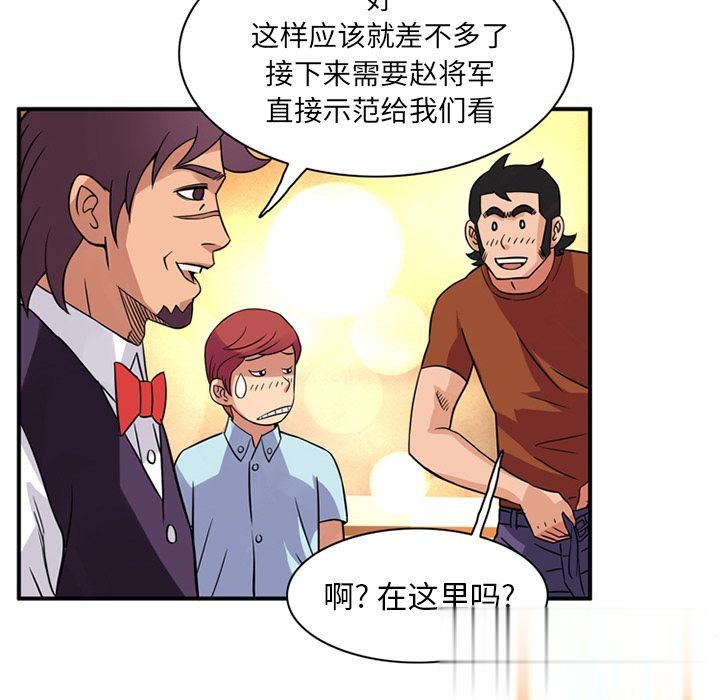 好
这样应该就差不多了
接下来需要赵将军
直接示范给我们看
啊? 在这里吗?